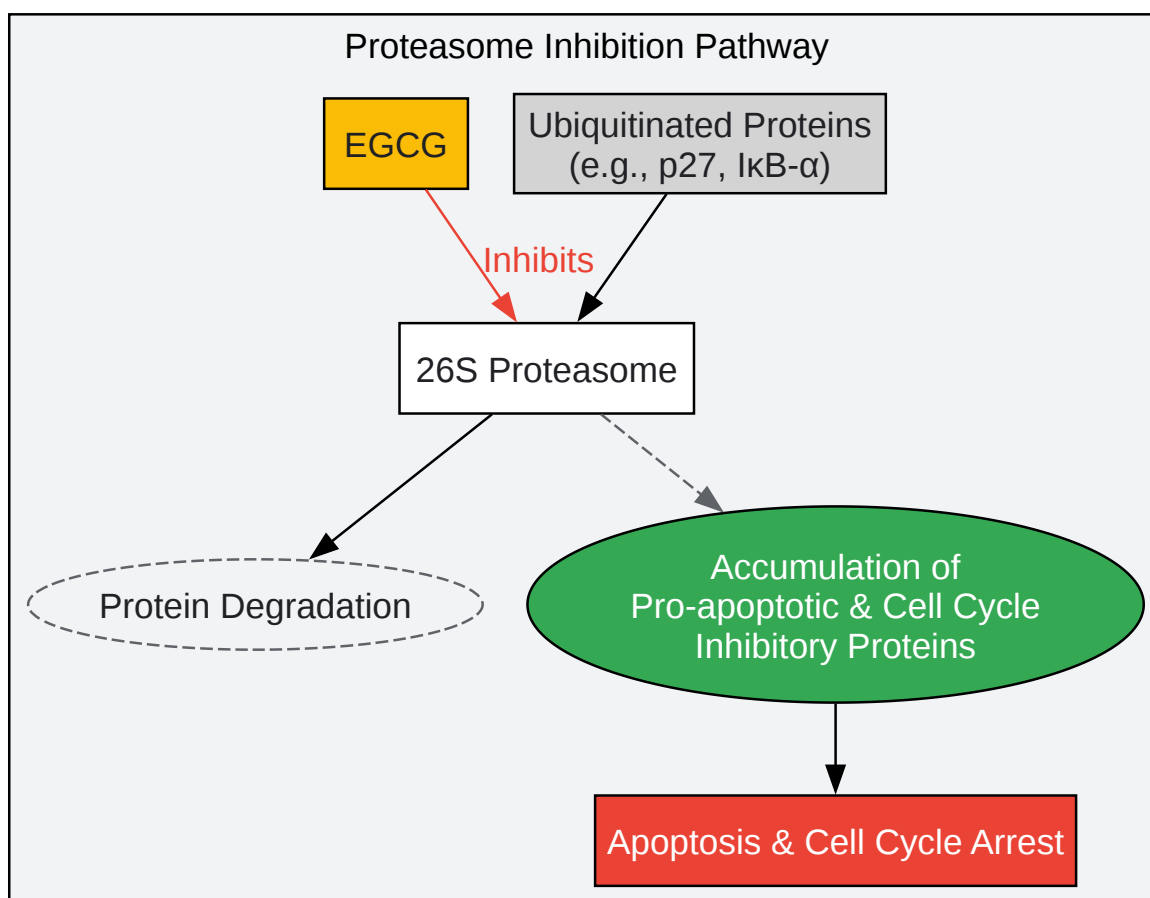 Proteasome Inhibition Pathway
EGCG
Ubiquitinated Proteins
(e.g., p27, IκB-α)
Inhibits
26S Proteasome
Protein Degradation
Accumulation of
Pro-apoptotic & Cell Cycle
Inhibitory Proteins
Apoptosis & Cell Cycle Arrest